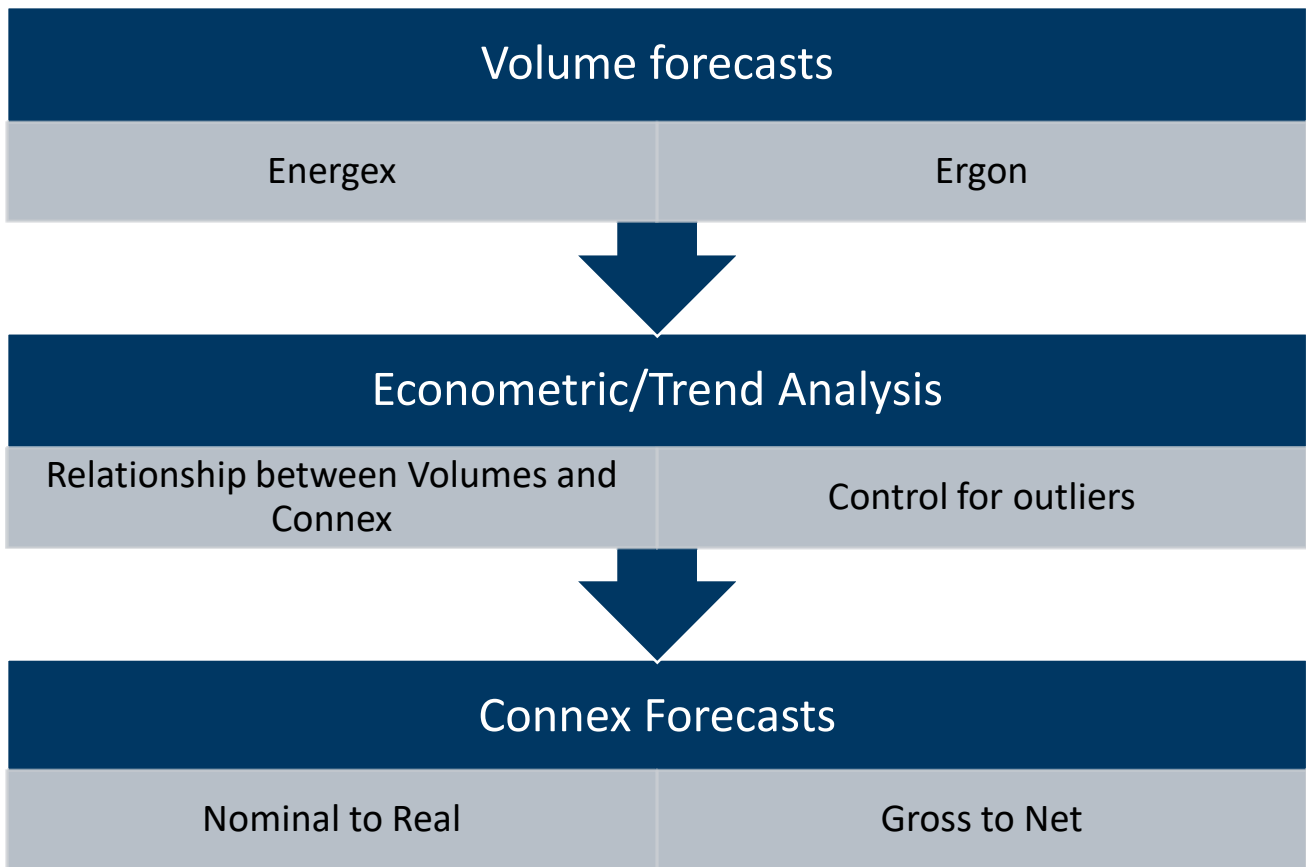 Volume forecasts
Energex
Ergon
Econometric/Trend Analysis
Relationship between Volumes and
Connex
Control for outliers
Connex Forecasts
Nominal to Real
Gross to Net